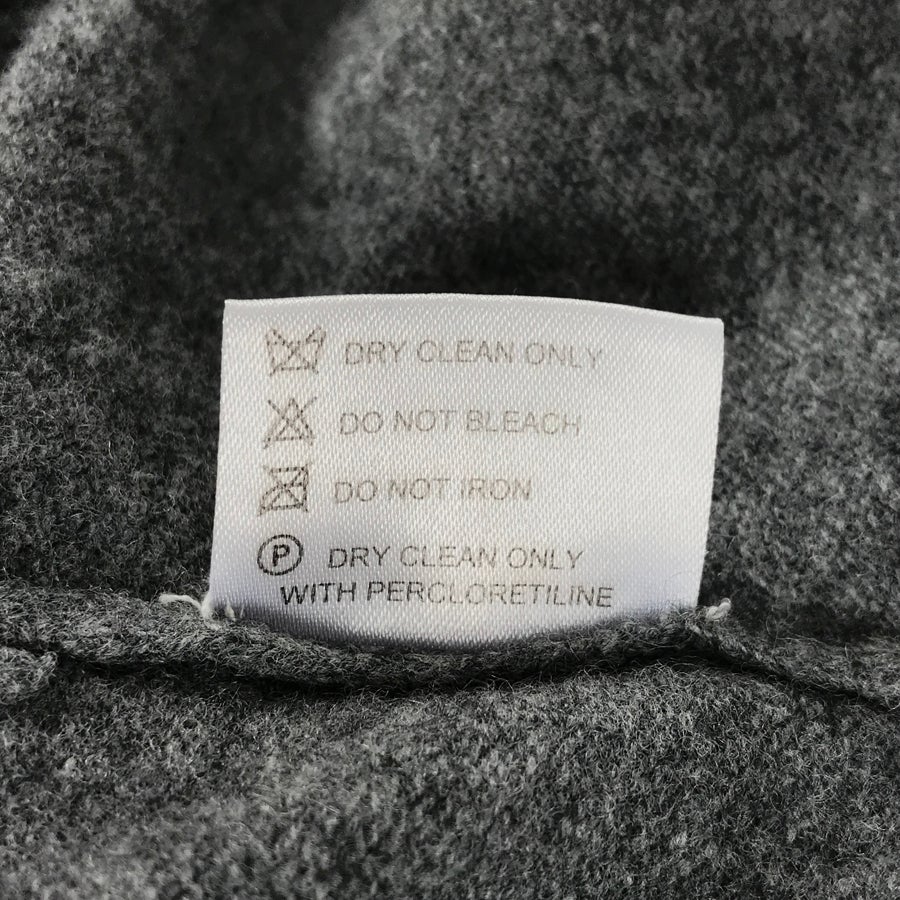 DRY CLEAN ONLY
DO NOT BLEACH
DO NOT IRON
P DRY CLEAN ONLY
WITH PERCLORETILINE